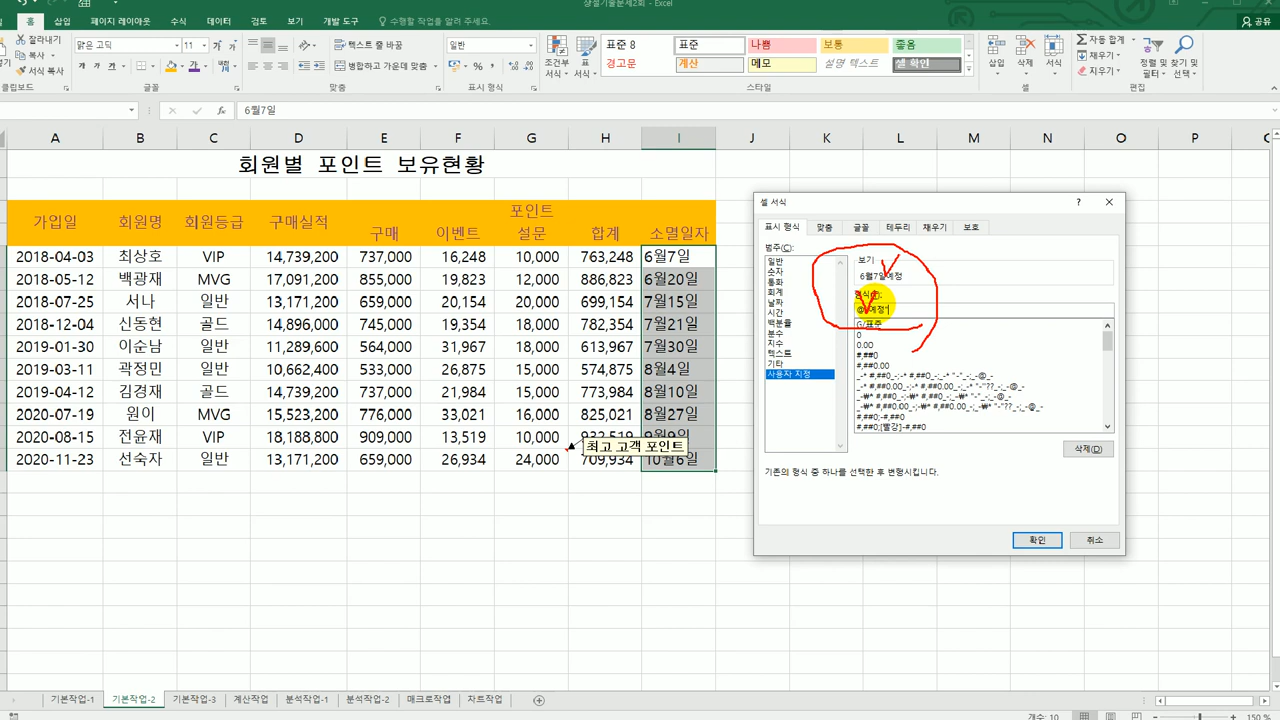 상설기출문제2회 - Excel
홈 삽입 페이지 레이아웃 수식 데이터 검토 보기 개발 도구 수행할 작업을 알려 주세요. 공유
잘라내기
복사
서식 복사
클립보드
맑은 고딕 11
가 가 가
글꼴
텍스트 줄 바꿈
병합하고 가운데 맞춤
맞춤
일반
표시 형식
조건부 서식
표 서식
표준 8 표준 나쁨 보통 좋음
경고문 계산 메모 설명 텍스트 셀 확인
스타일
삽입 삭제 서식
셀
자동 합계
채우기
지우기
정렬 및 필터
찾기 및 선택
편집
6월7일
A B C D E F G H I J K L M N O P
회원별 포인트 보유현황
가입일 회원명 회원등급 구매실적 포인트
구매 이벤트 설문 합계 소멸일자
2018-04-03 최상호 VIP 14,739,200 737,000 16,248 10,000 763,248 6월7일
2018-05-12 백광재 MVG 17,091,200 855,000 19,823 12,000 886,823 6월20일
2018-07-25 서나 일반 13,171,200 659,000 20,154 20,000 699,154 7월15일
2018-12-04 신동현 골드 14,896,000 745,000 19,354 18,000 782,354 7월21일
2019-01-30 이순남 일반 11,289,600 564,000 31,967 18,000 613,967 7월30일
2019-03-11 곽정민 일반 10,662,400 533,000 26,875 15,000 574,875 8월4일
2019-04-12 김경재 골드 14,739,200 737,000 21,984 15,000 773,984 8월10일
2020-07-19 원이 MVG 15,523,200 776,000 33,021 16,000 825,021 8월27일
2020-08-15 전윤재 VIP 18,188,800 909,000 13,519 10,000
최고 고객 포인트
2020-11-23 선숙자 일반 13,171,200 659,000 26,934 24,000 709,934 10월6일
셀 서식 ?
표시 형식 맞춤 글꼴 테두리 채우기 보호
범주(C):
일반
숫자
통화
회계
날짜
시간
백분율
분수
지수
텍스트
기타
사용자 지정
보기
6월7일예정
형식(T):
@"예정"
G/표준
0
0.00
#,##0
#,##0.00
_-* #,##0_-;-* #,##0_-;_-* "-"_-;_-@_-
_-* #,##0.00_-;-* #,##0.00_-;_-* "-"??_-;_-@_-
_-₩* #,##0_-;-₩* #,##0_-;_-₩* "-"_-;_-@_-
_-₩* #,##0.00_-;-₩* #,##0.00_-;_-₩* "-"??_-;_-@_-
#,##0;-#,##0
#,##0;[빨강]-#,##0
삭제(D)
기존의 형식 중 하나를 선택한 후 변형시킵니다.
확인 취소
기본작업-1 기본작업-2 기본작업-3 계산작업 분석작업-1 분석작업-2 매크로작업 차트작업
개수: 10 150 %